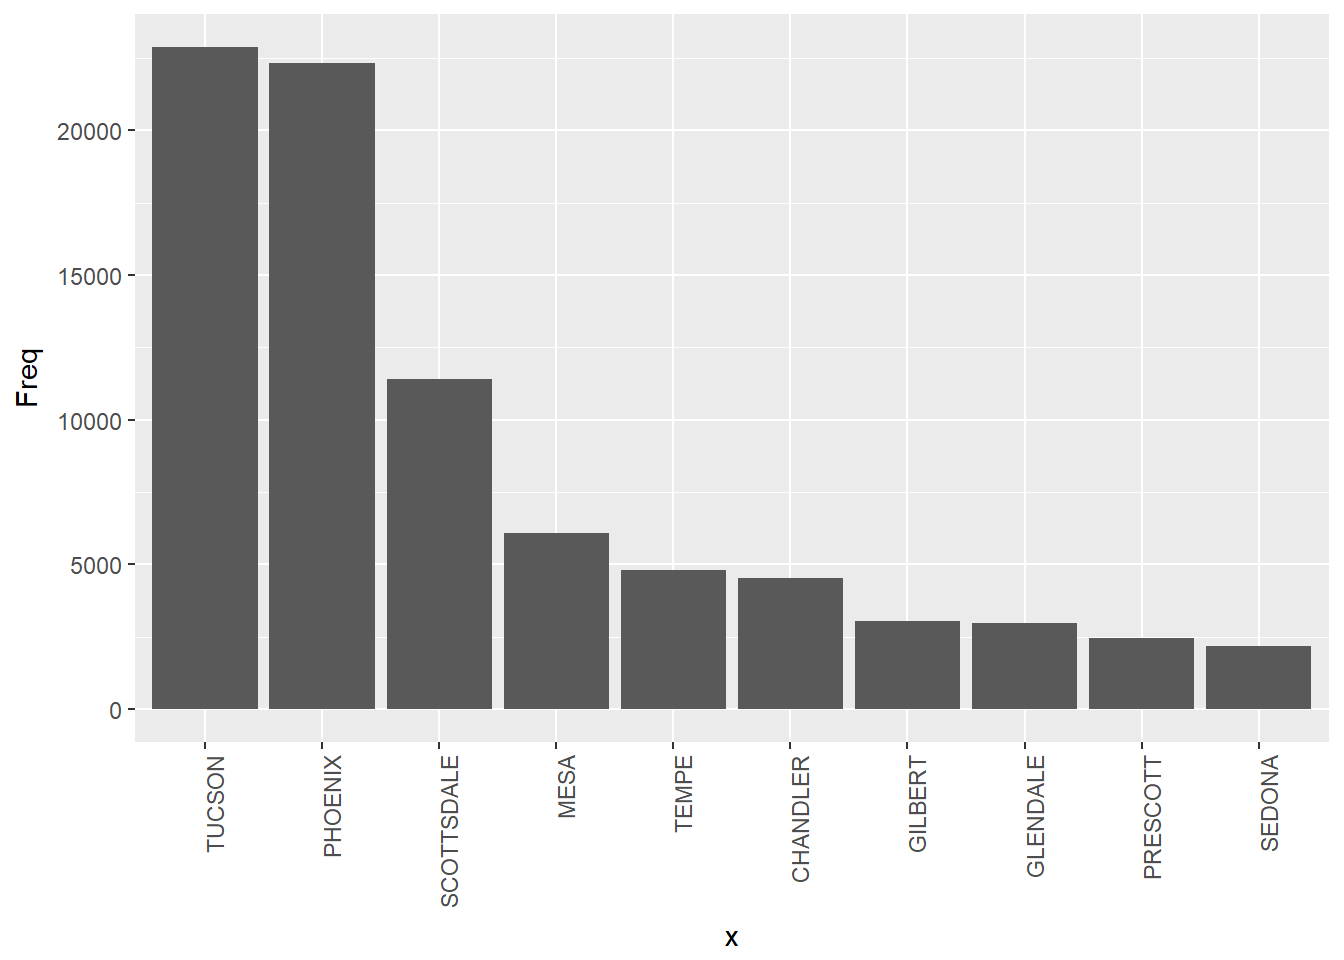 20000
15000
10000
5000
0
Freq
TUCSON
PHOENIX
SCOTTSDALE
MESA
TEMPE
CHANDLER
GILBERT
GLENDALE
PRESCOTT
SEDONA
x